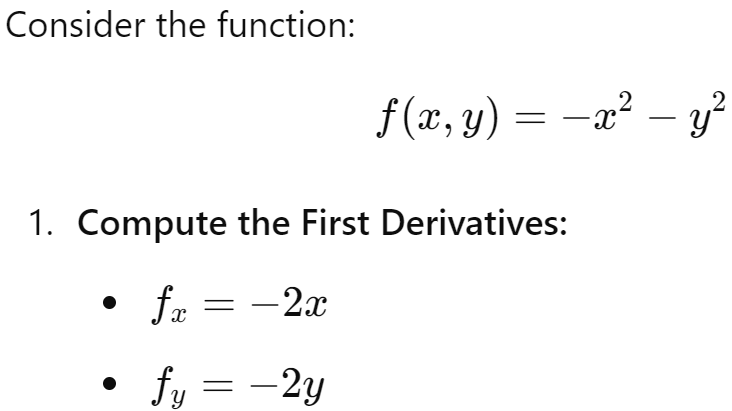 Consider the function:
f(x, y) = −x² − y²
1. Compute the First Derivatives:
• fₓ = −2x
• f_y = −2y